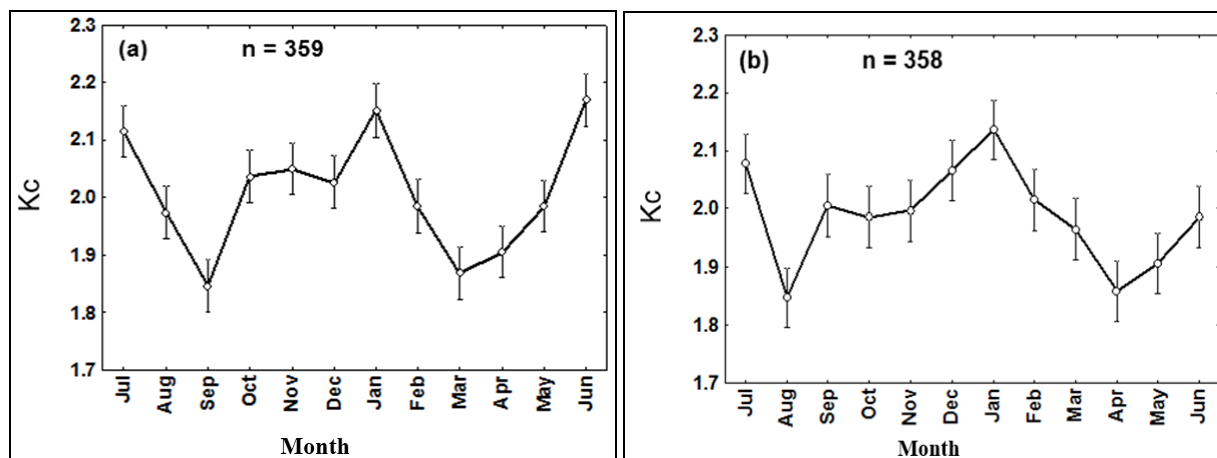 (a) n = 359
2.3
2.2
2.1
2.0
1.9
1.8
1.7
Kc
Jul Aug Sep Oct Nov Dec Jan Feb Mar Apr May Jun
Month
(b) n = 358
2.3
2.2
2.1
2.0
1.9
1.8
1.7
Kc
Jul Aug Sep Oct Nov Dec Jan Feb Mar Apr May Jun
Month